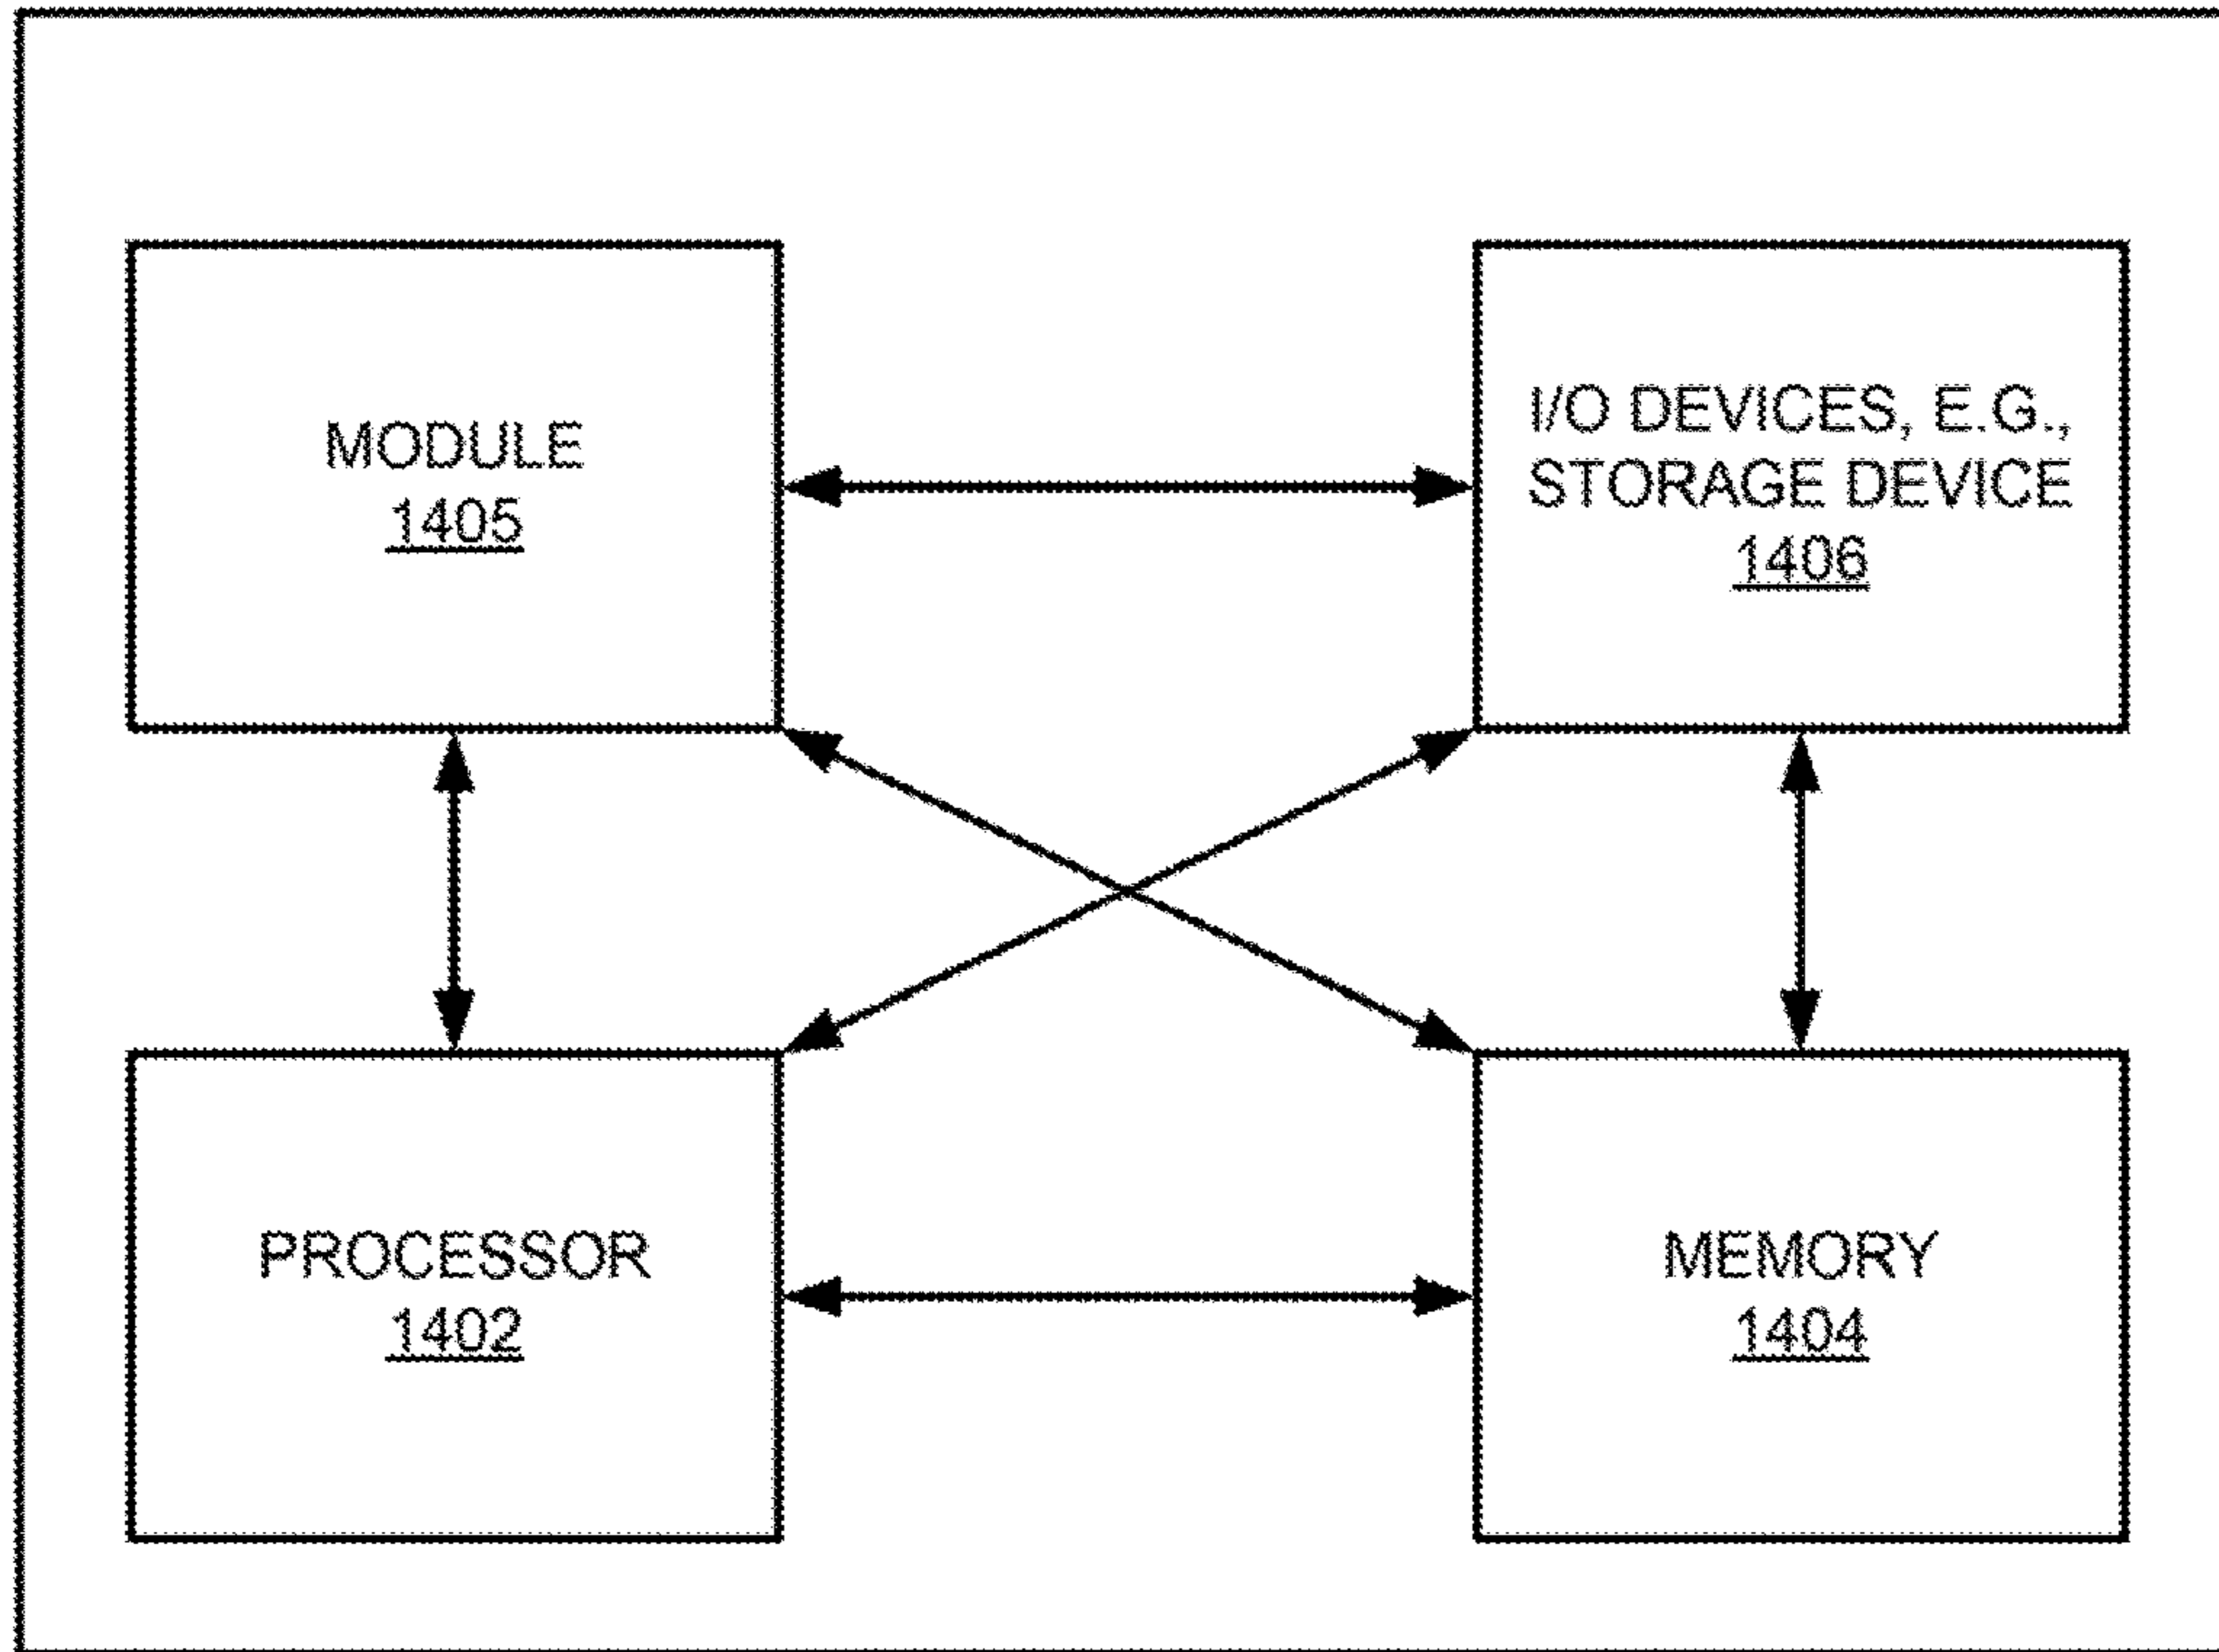 MODULE
1405
I/O DEVICES, E.G.,
STORAGE DEVICE
1406
PROCESSOR
1402
MEMORY
1404